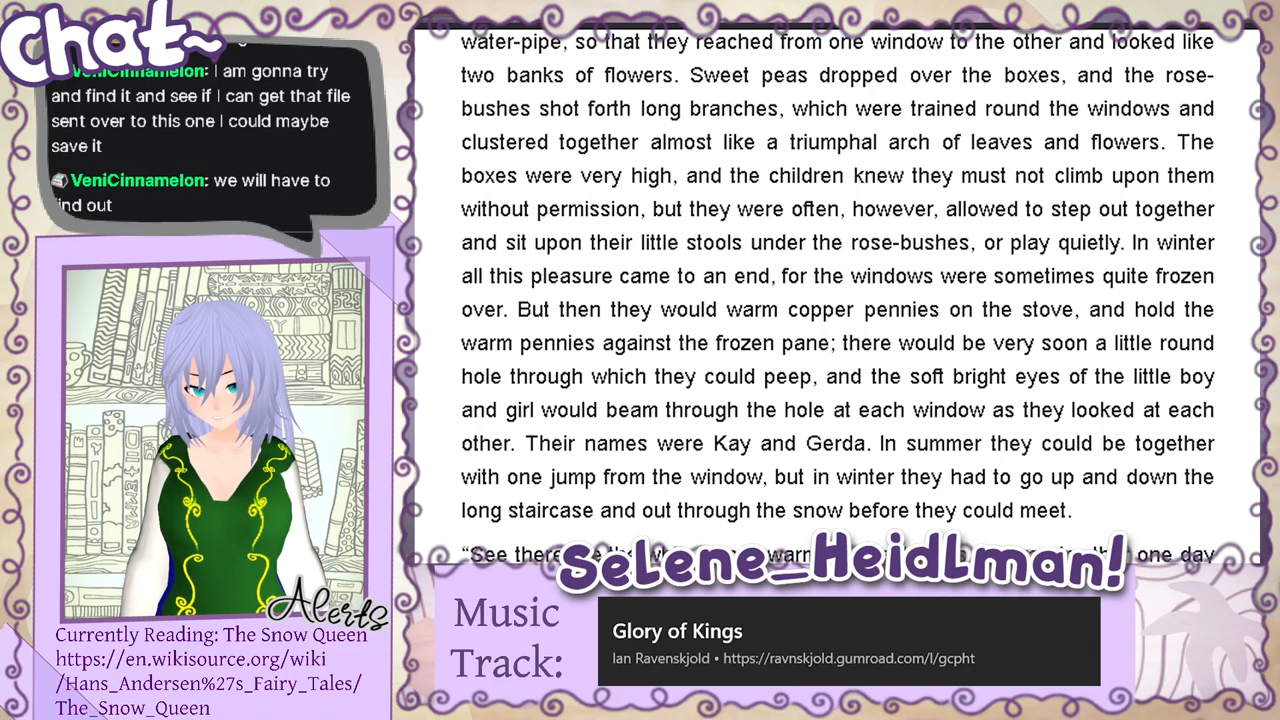 Chat~
VeniCinnamelon: I am gonna try
and find it and see if I can get that file
sent over to this one I could maybe
save it
VeniCinnamelon: we will have to
find out
water-pipe, so that they reached from one window to the other and looked like
two banks of flowers. Sweet peas dropped over the boxes, and the rose-
bushes shot forth long branches, which were trained round the windows and
clustered together almost like a triumphal arch of leaves and flowers. The
boxes were very high, and the children knew they must not climb upon them
without permission, but they were often, however, allowed to step out together
and sit upon their little stools under the rose-bushes, or play quietly. In winter
all this pleasure came to an end, for the windows were sometimes quite frozen
over. But then they would warm copper pennies on the stove, and hold the
warm pennies against the frozen pane; there would be very soon a little round
hole through which they could peep, and the soft bright eyes of the little boy
and girl would beam through the hole at each window as they looked at each
other. Their names were Kay and Gerda. In summer they could be together
with one jump from the window, but in winter they had to go up and down the
long staircase and out through the snow before they could meet.
“See there one day
Selene_Heidlman!
Alerts
Currently Reading: The Snow Queen
https://en.wikisource.org/wiki
/Hans_Andersen%27s_Fairy_Tales/
The_Snow_Queen
Music
Track:
Glory of Kings
Ian Ravenskjold • https://ravnskjold.gumroad.com/l/gcpht